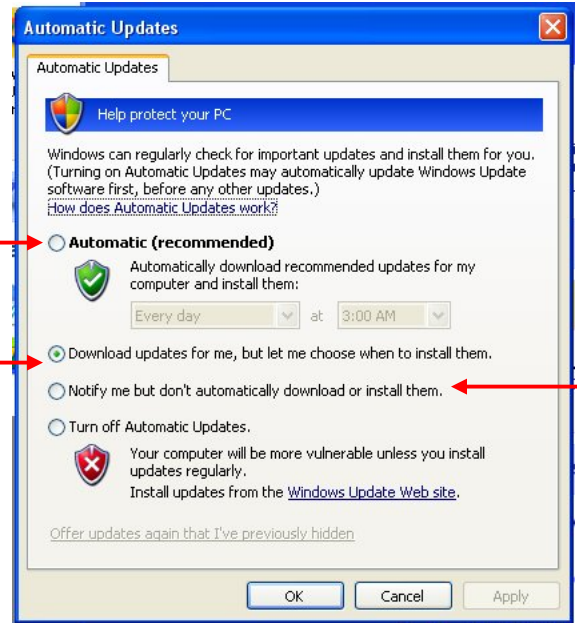 Automatic Updates
Automatic Updates
Help protect your PC
Windows can regularly check for important updates and install them for you.
(Turning on Automatic Updates may automatically update Windows Update
software first, before any other updates.)
How does Automatic Updates work?
Automatic (recommended)
Automatically download recommended updates for my
computer and install them:
Every day at 3:00 AM
Download updates for me, but let me choose when to install them.
Notify me but don't automatically download or install them.
Turn off Automatic Updates.
Your computer will be more vulnerable unless you install
updates regularly.
Install updates from the Windows Update Web site.
Offer updates again that I've previously hidden
OK Cancel Apply